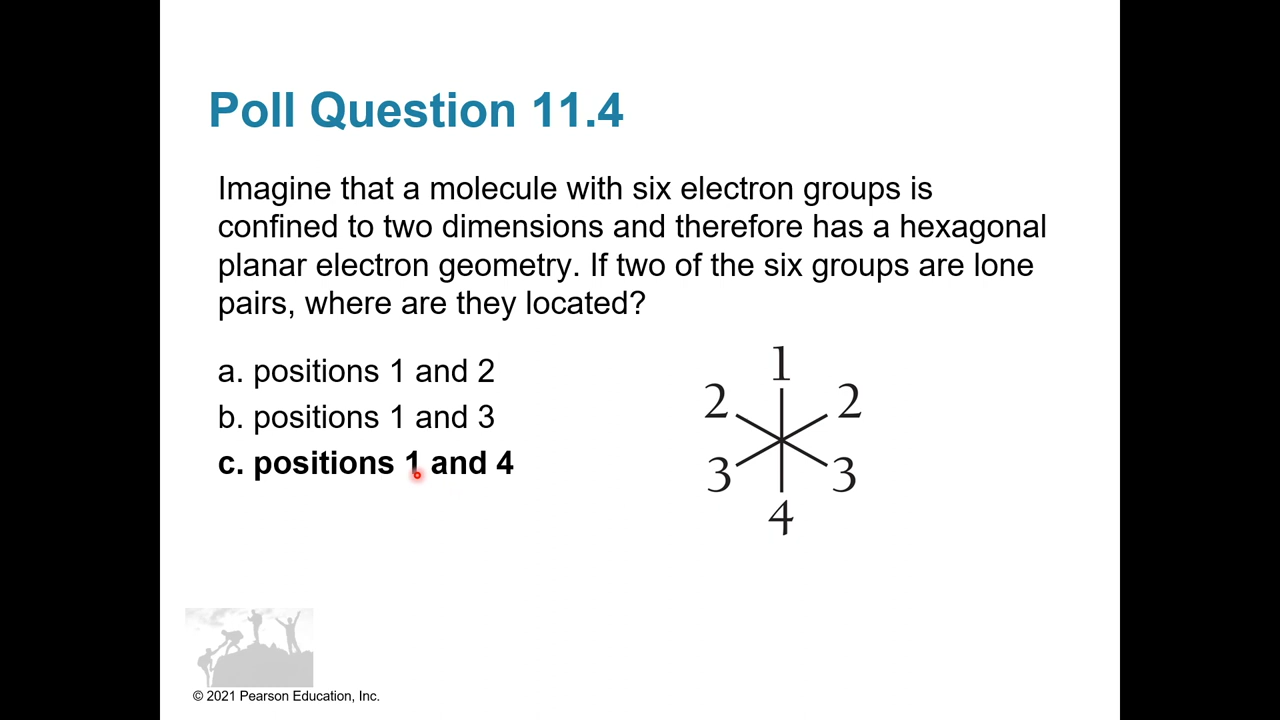 Poll Question 11.4
Imagine that a molecule with six electron groups is
confined to two dimensions and therefore has a hexagonal
planar electron geometry. If two of the six groups are lone
pairs, where are they located?
a. positions 1 and 2
b. positions 1 and 3
c. positions 1 and 4
1
2 2
3 3
4
© 2021 Pearson Education, Inc.